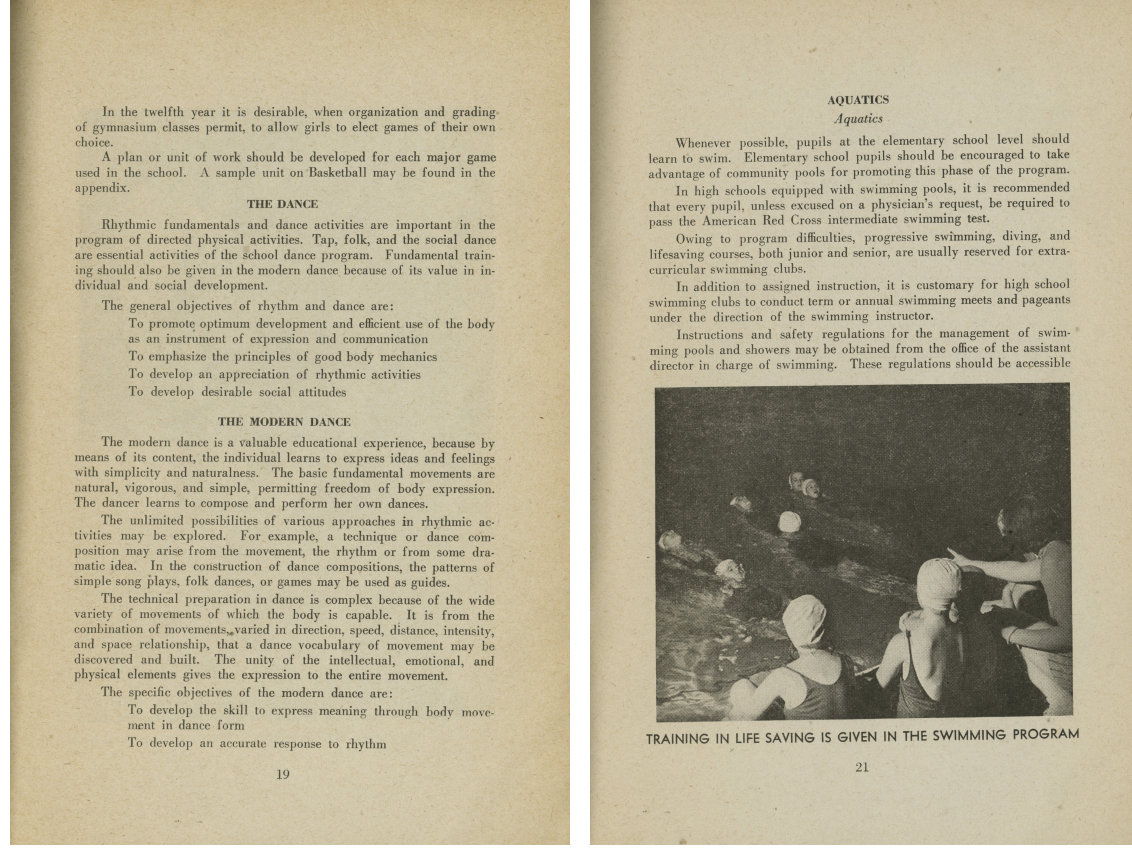 In the twelfth year it is desirable, when organization and grading
of gymnasium classes permit, to allow girls to elect games of their own
choice.
A plan or unit of work should be developed for each major game
used in the school. A sample unit on Basketball may be found in the
appendix.
THE DANCE
Rhythmic fundamentals and dance activities are important in the
program of directed physical activities. Tap, folk, and the social dance
are essential activities of the school dance program. Fundamental train-
ing should also be given in the modern dance because of its value in in-
dividual and social development.
The general objectives of rhythm and dance are:
To promote optimum development and efficient use of the body
as an instrument of expression and communication
To emphasize the principles of good body mechanics
To develop an appreciation of rhythmic activities
To develop desirable social attitudes
THE MODERN DANCE
The modern dance is a valuable educational experience, because by
means of its content, the individual learns to express ideas and feelings
with simplicity and naturalness. The basic fundamental movements are
natural, vigorous, and simple, permitting freedom of body expression.
The dancer learns to compose and perform her own dances.
The unlimited possibilities of various approaches in rhythmic ac-
tivities may be explored. For example, a technique or dance com-
position may arise from the movement, the rhythm or from some dra-
matic idea. In the construction of dance compositions, the patterns of
simple song plays, folk dances, or games may be used as guides.
The technical preparation in dance is complex because of the wide
variety of movements of which the body is capable. It is from the
combination of movements, varied in direction, speed, distance, intensity,
and space relationship, that a dance vocabulary of movement may be
discovered and built. The unity of the intellectual, emotional, and
physical elements gives the expression to the entire movement.
The specific objectives of the modern dance are:
To develop the skill to express meaning through body move-
ment in dance form
To develop an accurate response to rhythm
19
AQUATICS
Aquatics
Whenever possible, pupils at the elementary school level should
learn to swim. Elementary school pupils should be encouraged to take
advantage of community pools for promoting this phase of the program.
In high schools equipped with swimming pools, it is recommended
that every pupil, unless excused on a physician's request, be required to
pass the American Red Cross intermediate swimming test.
Owing to program difficulties, progressive swimming, diving, and
lifesaving courses, both junior and senior, are usually reserved for extra-
curricular swimming clubs.
In addition to assigned instruction, it is customary for high school
swimming clubs to conduct term or annual swimming meets and pageants
under the direction of the swimming instructor.
Instructions and safety regulations for the management of swim-
ming pools and showers may be obtained from the office of the assistant
director in charge of swimming. These regulations should be accessible
TRAINING IN LIFE SAVING IS GIVEN IN THE SWIMMING PROGRAM
21